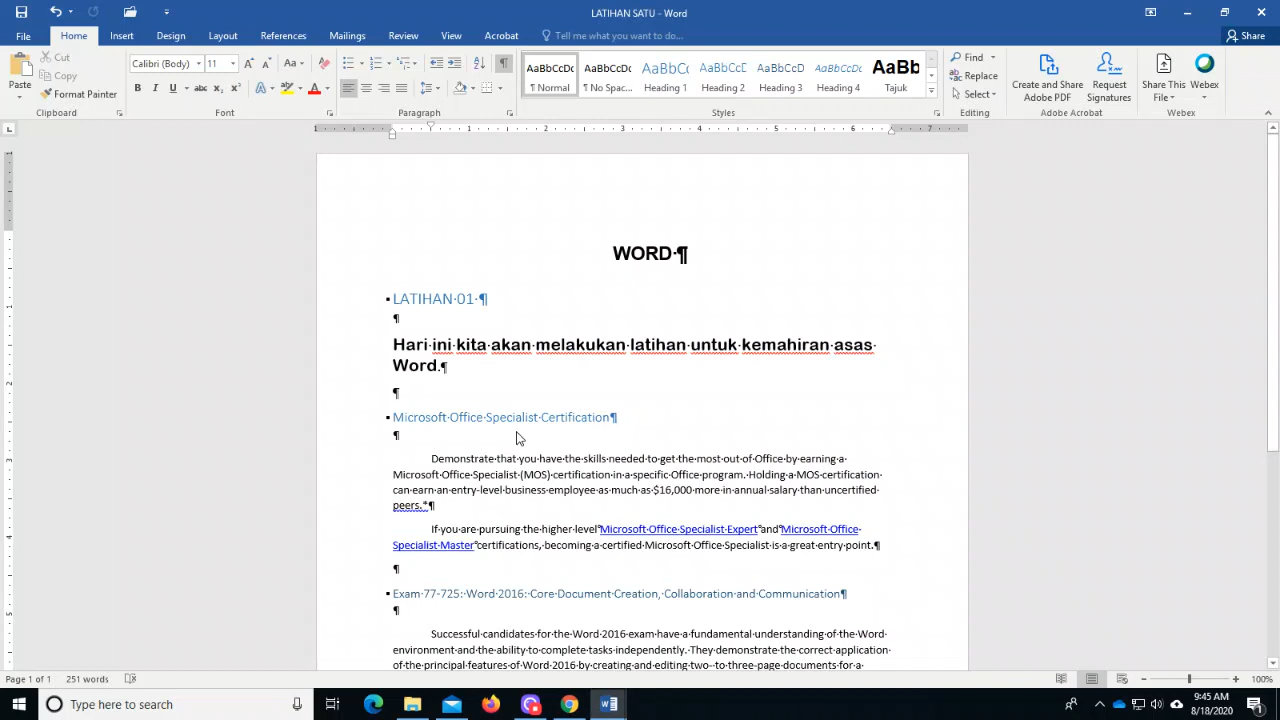 LATIHAN SATU - Word
File Home Insert Design Layout References Mailings Review View Acrobat Tell me what you want to do... Share
Paste
Cut
Copy
Format Painter
Clipboard
Calibri (Body) 11
Font
Paragraph
AaBbCcDc AaBbCcDc AaBbCc AaBbCcD AaBbCcD AaBbCcD AaBb
¶ Normal ¶ No Spac... Heading 1 Heading 2 Heading 3 Heading 4 Tajuk
Styles
Find
Replace
Select
Editing
Create and Share
Adobe PDF
Request
Signatures
Adobe Acrobat
Share This
File
Webex
Webex
WORD ¶
LATIHAN 01 ¶
¶
Hari ini kita akan melakukan latihan untuk kemahiran asas
Word.¶
¶
Microsoft Office Specialist Certification¶
¶
Demonstrate that you have the skills needed to get the most out of Office by earning a
Microsoft Office Specialist (MOS) certification in a specific Office program. Holding a MOS certification
can earn an entry-level business employee as much as $16,000 more in annual salary than uncertified
peers.*¶
If you are pursuing the higher level Microsoft Office Specialist Expert and Microsoft Office
Specialist Master certifications, becoming a certified Microsoft Office Specialist is a great entry point.¶
¶
Exam 77-725: Word 2016: Core Document Creation, Collaboration and Communication¶
¶
Successful candidates for the Word 2016 exam have a fundamental understanding of the Word
environment and the ability to complete tasks independently. They demonstrate the correct application
of the principal features of Word 2016 by creating and editing two- to three-page documents for a
Page 1 of 1 251 words 100%
Type here to search
9:45 AM
8/18/2020